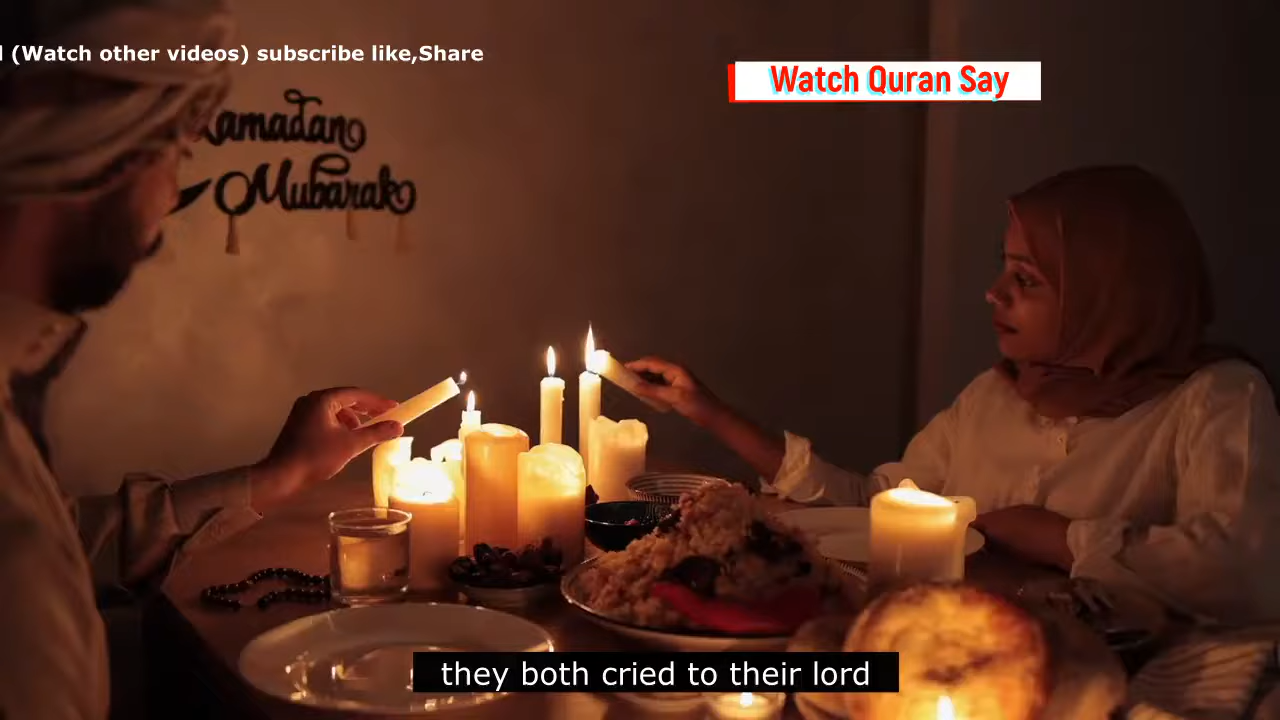 (Watch other videos) subscribe like,Share
Watch Quran Say
Ramadan
Mubarak
they both cried to their lord